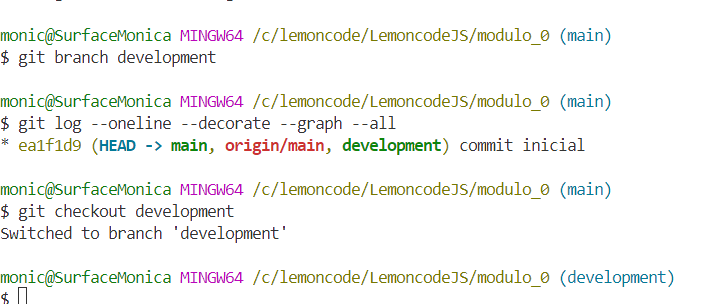 monic@SurfaceMonica MINGW64 /c/lemoncode/LemoncodeJS/modulo_0 (main)
$ git branch development
monic@SurfaceMonica MINGW64 /c/lemoncode/LemoncodeJS/modulo_0 (main)
$ git log --oneline --decorate --graph --all
* ea1f1d9 (HEAD -> main, origin/main, development) commit inicial
monic@SurfaceMonica MINGW64 /c/lemoncode/LemoncodeJS/modulo_0 (main)
$ git checkout development
Switched to branch 'development'
monic@SurfaceMonica MINGW64 /c/lemoncode/LemoncodeJS/modulo_0 (development)
$